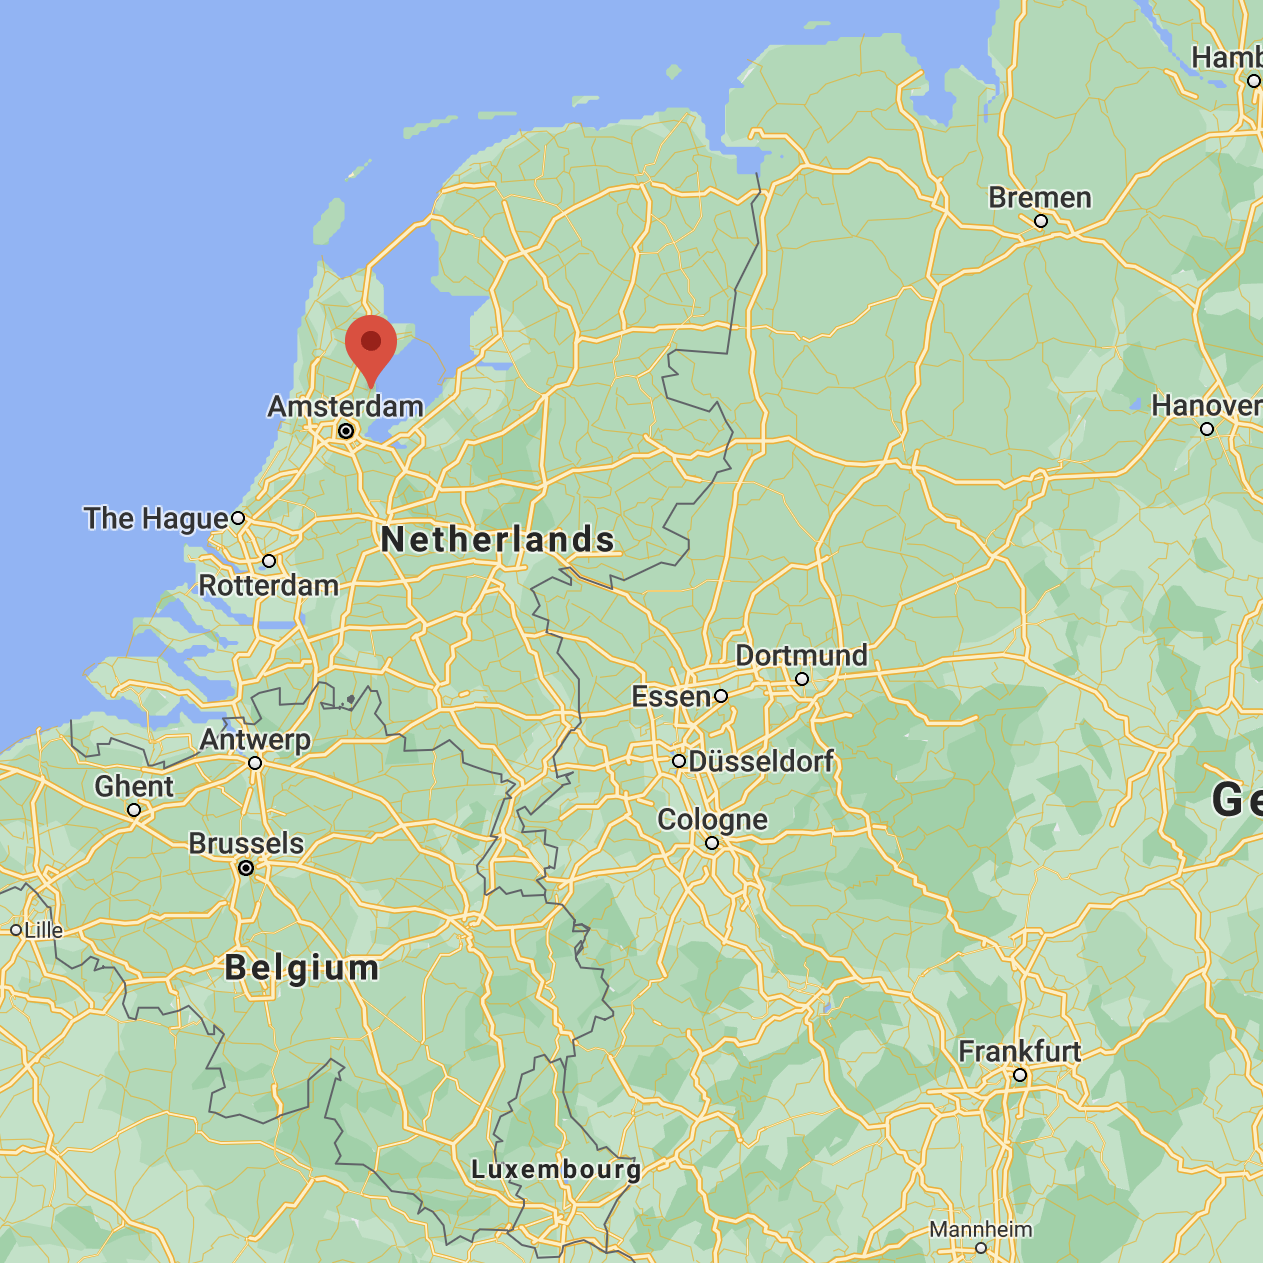 Hamb
Bremen
Amsterdam
Hanover
The Hague
Netherlands
Rotterdam
Dortmund
Essen
Antwerp
Düsseldorf
Ghent
Ge
Cologne
Brussels
Lille
Belgium
Frankfurt
Luxembourg
Mannheim